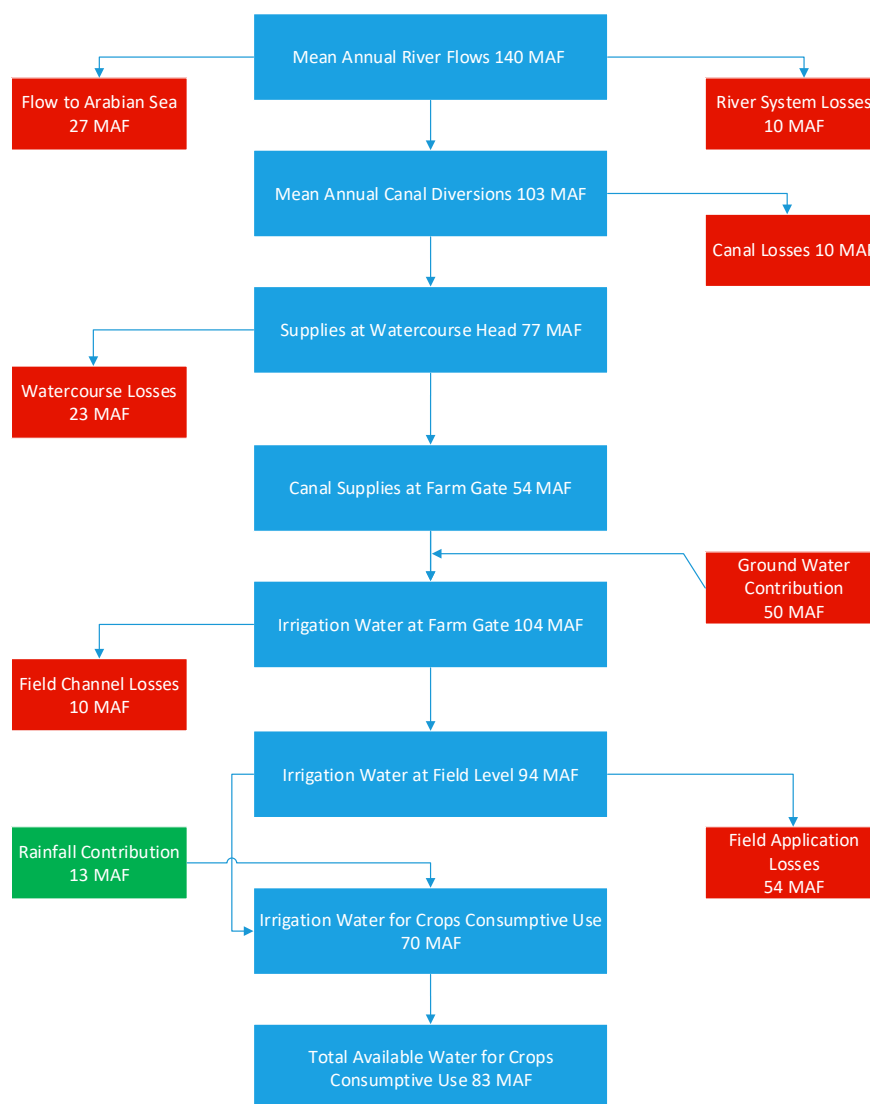 Mean Annual River Flows 140 MAF
Flow to Arabian Sea
27 MAF
River System Losses
10 MAF
Mean Annual Canal Diversions 103 MAF
Canal Losses 10 MAF
Supplies at Watercourse Head 77 MAF
Watercourse Losses
23 MAF
Canal Supplies at Farm Gate 54 MAF
Ground Water
Contribution
50 MAF
Irrigation Water at Farm Gate 104 MAF
Field Channel Losses
10 MAF
Irrigation Water at Field Level 94 MAF
Rainfall Contribution
13 MAF
Field Application
Losses
54 MAF
Irrigation Water for Crops Consumptive Use
70 MAF
Total Available Water for Crops
Consumptive Use 83 MAF